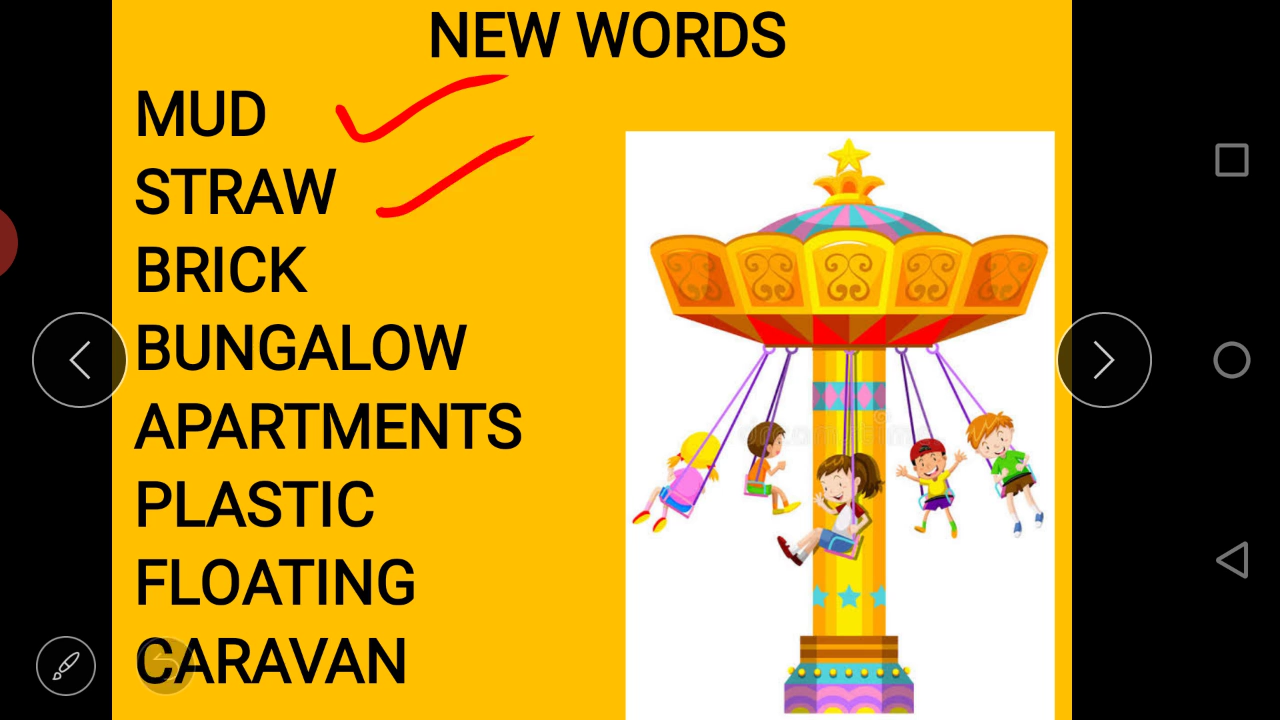 NEW WORDS
MUD
STRAW
BRICK
BUNGALOW
APARTMENTS
PLASTIC
FLOATING
CARAVAN